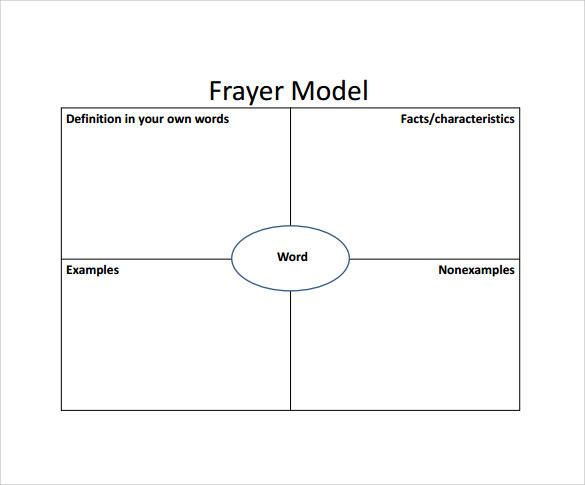 Frayer Model
Definition in your own words
Facts/characteristics
Word
Examples
Nonexamples